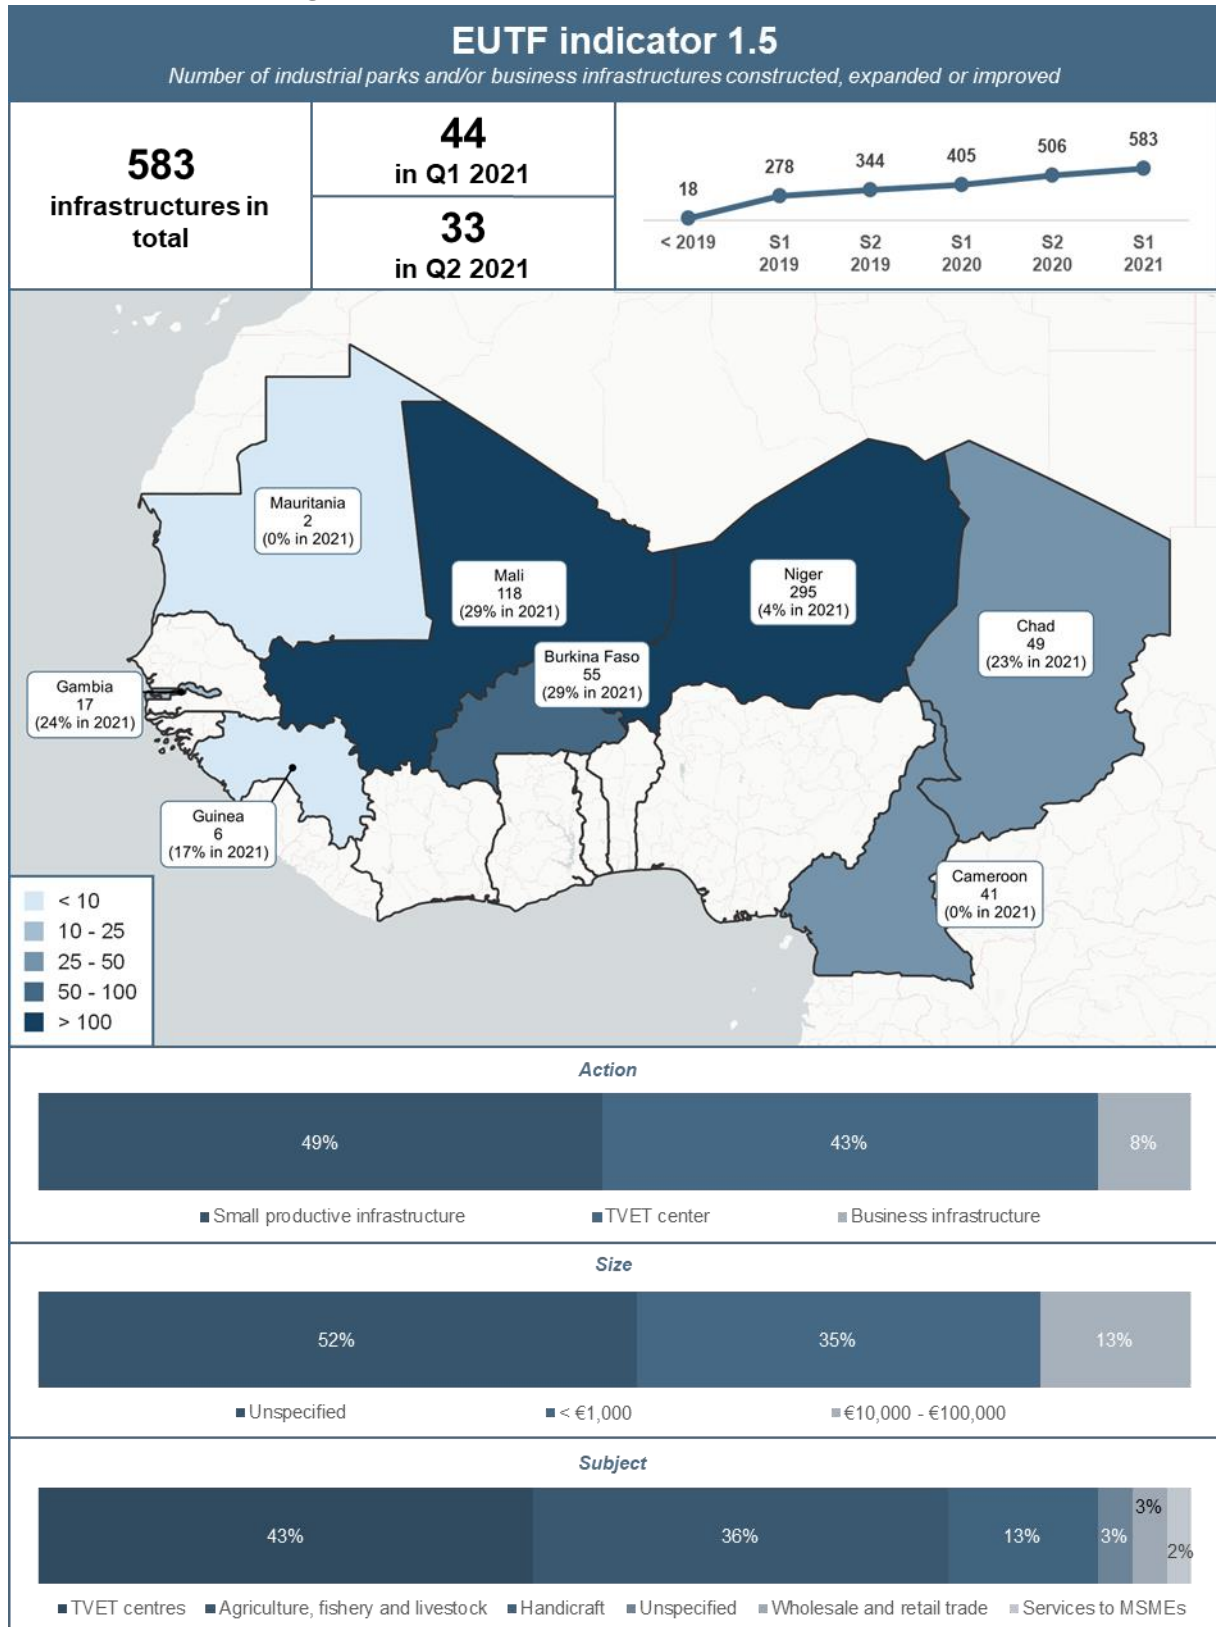 EUTF indicator 1.5
Number of industrial parks and/or business infrastructures constructed, expanded or improved
583
infrastructures in
total
44
in Q1 2021
33
in Q2 2021
18
278
344
405
506
583
< 2019
S1
2019
S2
2019
S1
2020
S2
2020
S1
2021
Mauritania
2
(0% in 2021)
Mali
118
(29% in 2021)
Niger
295
(4% in 2021)
Chad
49
(23% in 2021)
Burkina Faso
55
(29% in 2021)
Gambia
17
(24% in 2021)
Guinea
6
(17% in 2021)
Cameroon
41
(0% in 2021)
< 10
10 - 25
25 - 50
50 - 100
> 100
Action
49%
43%
8%
Small productive infrastructure
TVET center
Business infrastructure
Size
52%
35%
13%
Unspecified
< €1,000
€10,000 - €100,000
Subject
43%
36%
13%
3%
3%
2%
TVET centres
Agriculture, fishery and livestock
Handicraft
Unspecified
Wholesale and retail trade
Services to MSMEs